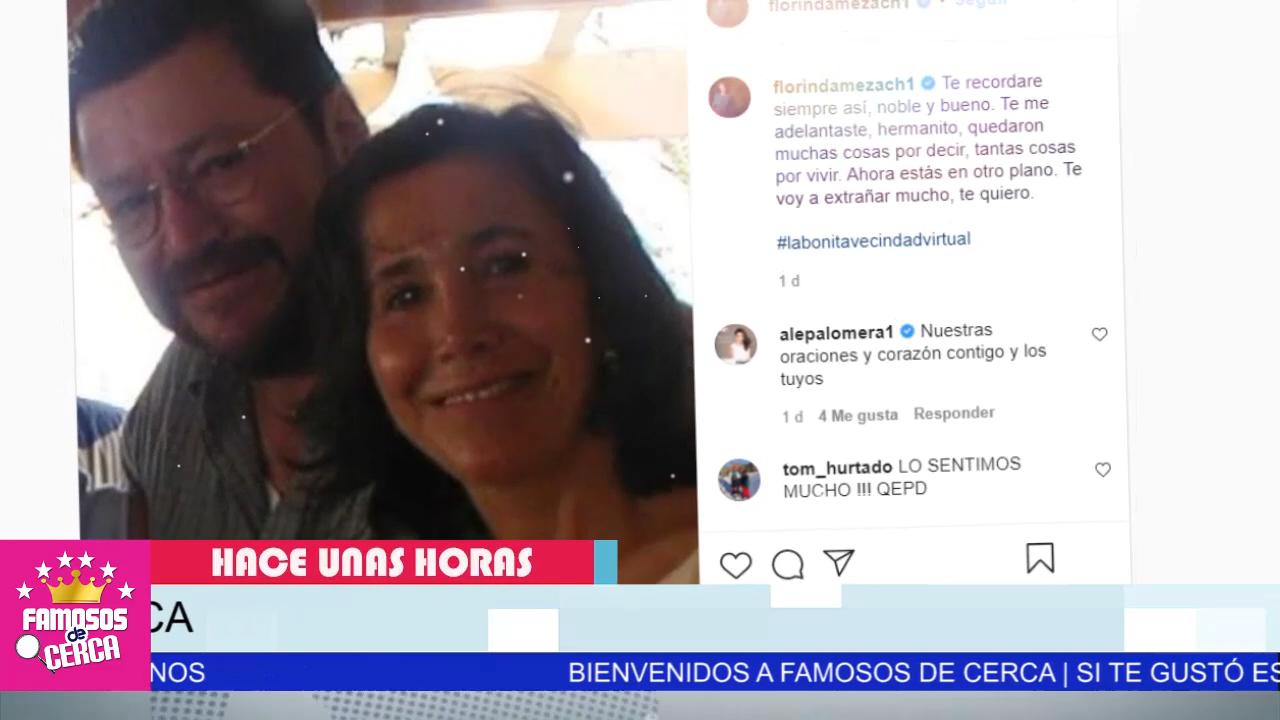 florindamezach1 • Seguir
florindamezach1 Te recordare
siempre así, noble y bueno. Te me
adelantaste, hermanito, quedaron
muchas cosas por decir, tantas cosas
por vivir. Ahora estás en otro plano. Te
voy a extrañar mucho, te quiero.
#labonitavecindadvirtual
1 d
alepalomera1 Nuestras
oraciones y corazón contigo y los
tuyos
1 d 4 Me gusta Responder
tom_hurtado LO SENTIMOS
MUCHO !!! QEPD
HACE UNAS HORAS
FAMOSOS
de
CERCA
CA
NOS BIENVENIDOS A FAMOSOS DE CERCA | SI TE GUSTÓ ES